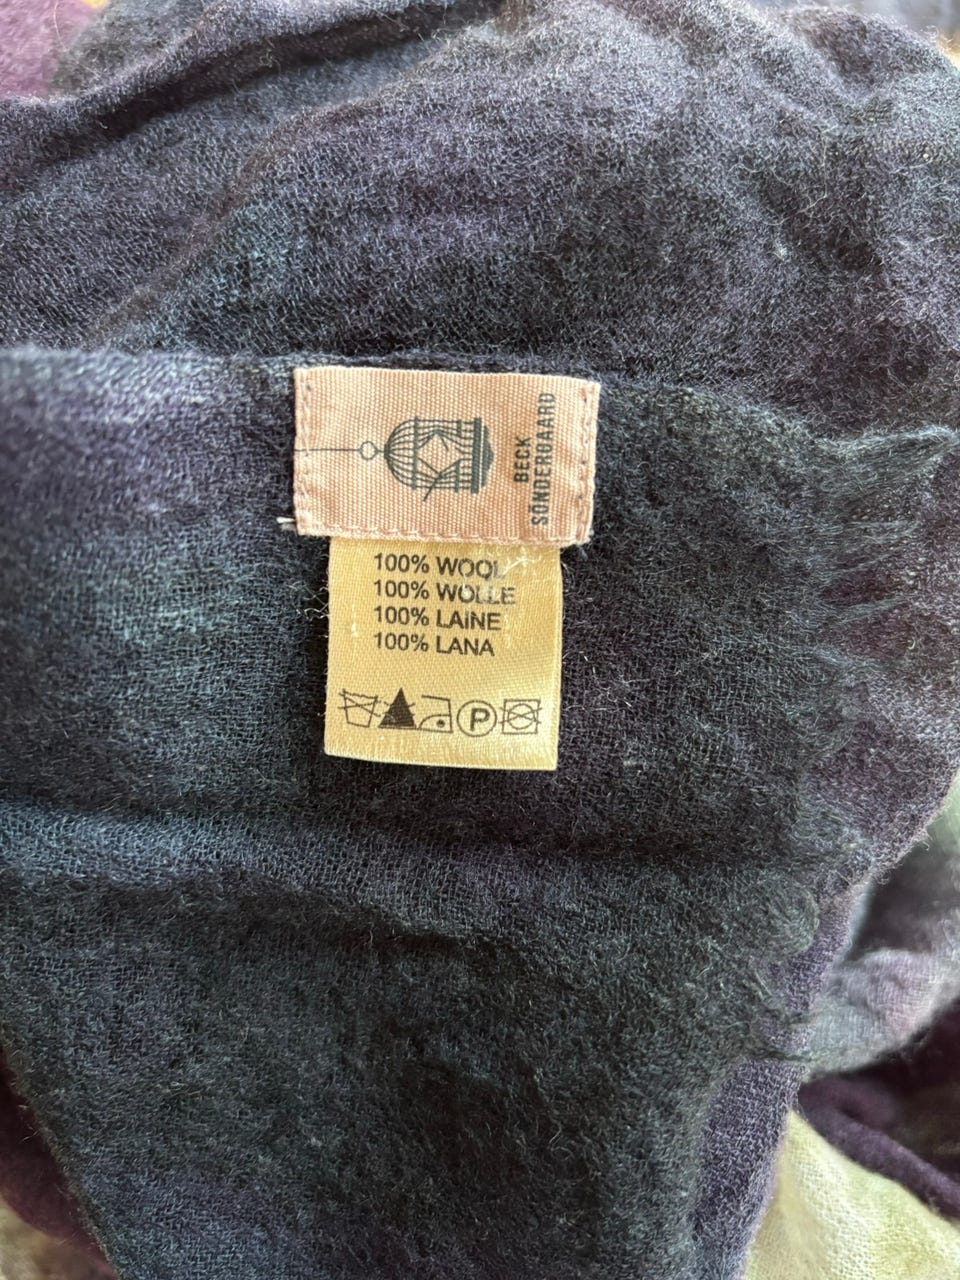 BECK
SÖNDERGAARD
100% WOOL
100% WOLLE
100% LAINE
100% LANA
P